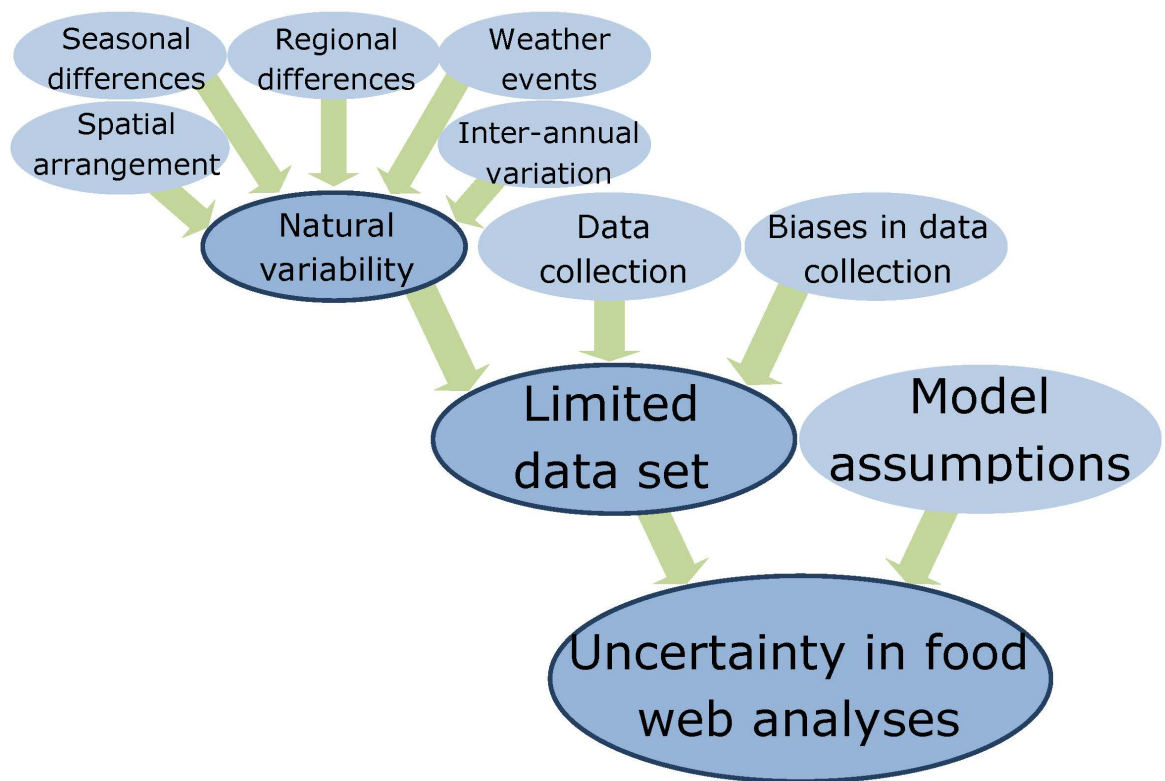 Seasonal
differences
Regional
differences
Weather
events
Spatial
arrangement
Inter-annual
variation
Natural
variability
Data
collection
Biases in data
collection
Limited
data set
Model
assumptions
Uncertainty in food
web analyses